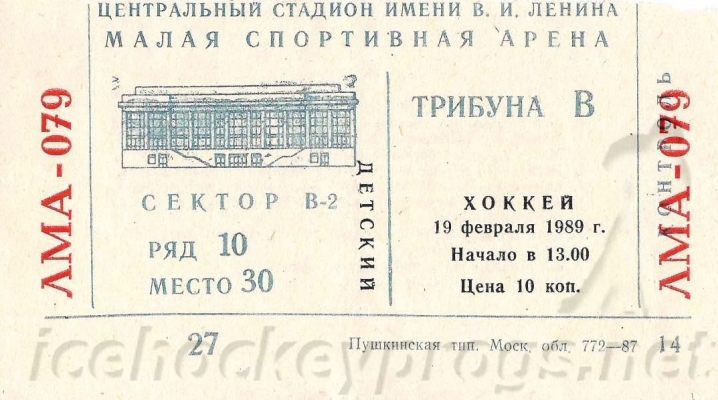 ЦЕНТРАЛЬНЫЙ СТАДИОН ИМЕНИ В. И. ЛЕНИНА
МАЛАЯ СПОРТИВНАЯ АРЕНА
ЛМА-079
ТРИБУНА В
СЕКТОР В-2
РЯД 10
МЕСТО 30
ДЕТСКИЙ
ХОККЕЙ
19 февраля 1989 г.
Начало в 13.00
Цена 10 коп.
КОНТРОЛЬ
ЛМА-079
27
Пушкинская тип. Моск. обл. 772—87
14
icehockeyprogs.net